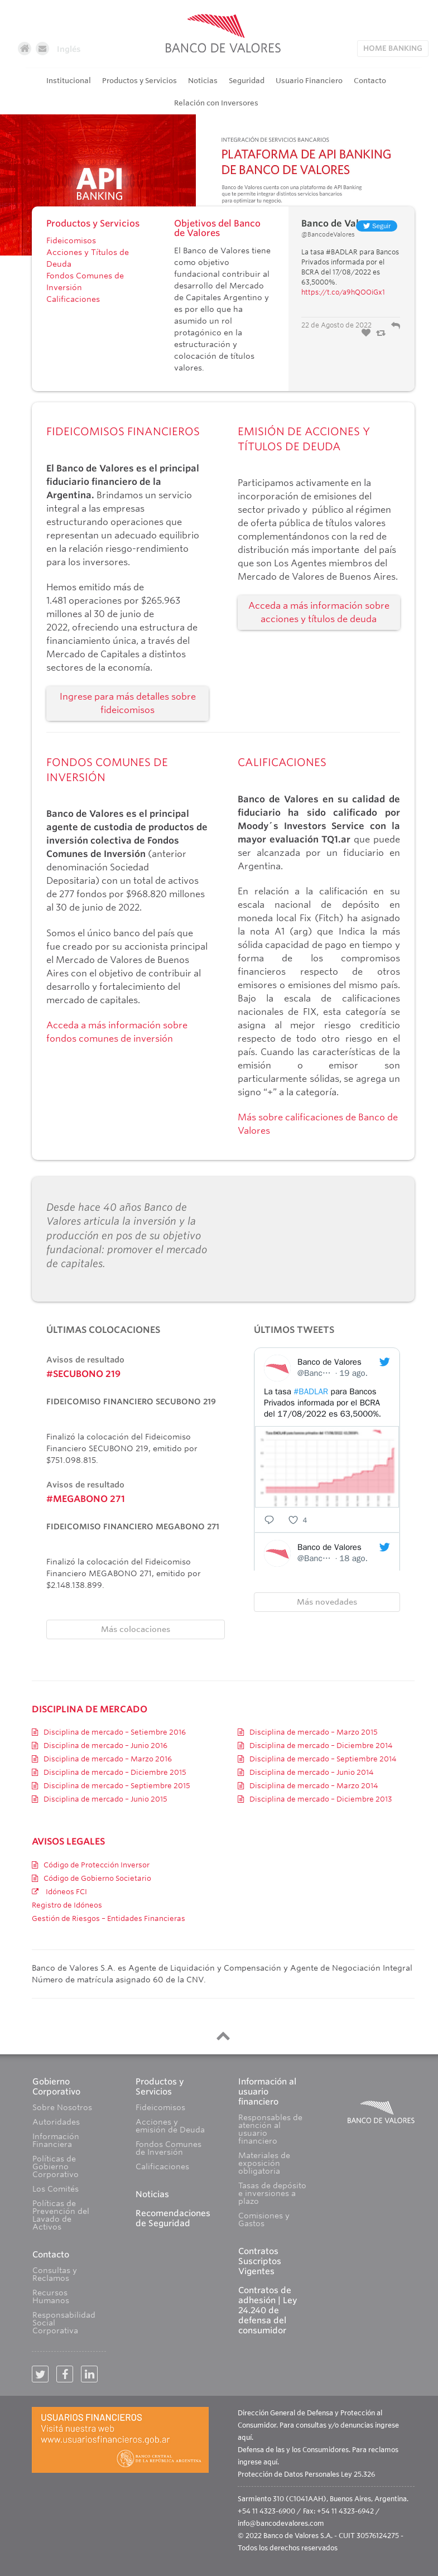 Inglés
BANCO DE VALORES
HOME BANKING
Institucional
Productos y Servicios
Noticias
Seguridad
Usuario Financiero
Contacto
Relación con Inversores
API
BANKING
INTEGRACIÓN DE SERVICIOS BANCARIOS
PLATAFORMA DE API BANKING
DE BANCO DE VALORES
Banco de Valores cuenta con una plataforma de API Banking
que te permite integrar distintos servicios bancarios
para optimizar tu negocio.
Productos y Servicios
Fideicomisos
Acciones y Títulos de
Deuda
Fondos Comunes de
Inversión
Calificaciones
Objetivos del Banco
de Valores
El Banco de Valores tiene
como objetivo
fundacional contribuir al
desarrollo del Mercado
de Capitales Argentino y
es por ello que ha
asumido un rol
protagónico en la
estructuración y
colocación de títulos
valores.
Banco de Val
Seguir
@BancodeValores
La tasa #BADLAR para Bancos
Privados informada por el
BCRA del 17/08/2022 es
63,5000%.
https://t.co/a9hQO0iGx1
22 de Agosto de 2022
FIDEICOMISOS FINANCIEROS
El Banco de Valores es el principal
fiduciario financiero de la
Argentina. Brindamos un servicio
integral a las empresas
estructurando operaciones que
representan un adecuado equilibrio
en la relación riesgo-rendimiento
para los inversores.
Hemos emitido más de
1.481 operaciones por $265.963
millones al 30 de junio de
2022, ofreciendo una estructura de
financiamiento única, a través del
Mercado de Capitales a distintos
sectores de la economía.
Ingrese para más detalles sobre
fideicomisos
EMISIÓN DE ACCIONES Y
TÍTULOS DE DEUDA
Participamos activamente en la
incorporación de emisiones del
sector privado y público al régimen
de oferta pública de títulos valores
complementándonos con la red de
distribución más importante del país
que son Los Agentes miembros del
Mercado de Valores de Buenos Aires.
Acceda a más información sobre
acciones y títulos de deuda
FONDOS COMUNES DE
INVERSIÓN
Banco de Valores es el principal
agente de custodia de productos de
inversión colectiva de Fondos
Comunes de Inversión (anterior
denominación Sociedad
Depositaria) con un total de activos
de 277 fondos por $968.820 millones
al 30 de junio de 2022.
Somos el único banco del país que
fue creado por su accionista principal
el Mercado de Valores de Buenos
Aires con el objetivo de contribuir al
desarrollo y fortalecimiento del
mercado de capitales.
Acceda a más información sobre
fondos comunes de inversión
CALIFICACIONES
Banco de Valores en su calidad de
fiduciario ha sido calificado por
Moody´s Investors Service con la
mayor evaluación TQ1.ar que puede
ser alcanzada por un fiduciario en
Argentina.
En relación a la calificación en su
escala nacional de depósito en
moneda local Fix (Fitch) ha asignado
la nota A1 (arg) que Indica la más
sólida capacidad de pago en tiempo y
forma de los compromisos
financieros respecto de otros
emisores o emisiones del mismo país.
Bajo la escala de calificaciones
nacionales de FIX, esta categoría se
asigna al mejor riesgo crediticio
respecto de todo otro riesgo en el
país. Cuando las características de la
emisión o emisor son
particularmente sólidas, se agrega un
signo “+” a la categoría.
Más sobre calificaciones de Banco de
Valores
Desde hace 40 años Banco de
Valores articula la inversión y la
producción en pos de su objetivo
fundacional: promover el mercado
de capitales.
ÚLTIMAS COLOCACIONES
Avisos de resultado
#SECUBONO 219
FIDEICOMISO FINANCIERO SECUBONO 219
Finalizó la colocación del Fideicomiso
Financiero SECUBONO 219, emitido por
$751.098.815.
Avisos de resultado
#MEGABONO 271
FIDEICOMISO FINANCIERO MEGABONO 271
Finalizó la colocación del Fideicomiso
Financiero MEGABONO 271, emitido por
$2.148.138.899.
Más colocaciones
ÚLTIMOS TWEETS
Banco de Valores
@Banc··· · 19 ago.
La tasa #BADLAR para Bancos
Privados informada por el BCRA
del 17/08/2022 es 63,5000%.
4
Banco de Valores
@Banc··· · 18 ago.
Más novedades
DISCIPLINA DE MERCADO
Disciplina de mercado – Setiembre 2016
Disciplina de mercado – Junio 2016
Disciplina de mercado – Marzo 2016
Disciplina de mercado – Diciembre 2015
Disciplina de mercado – Septiembre 2015
Disciplina de mercado – Junio 2015
Disciplina de mercado – Marzo 2015
Disciplina de mercado – Diciembre 2014
Disciplina de mercado – Septiembre 2014
Disciplina de mercado – Junio 2014
Disciplina de mercado – Marzo 2014
Disciplina de mercado – Diciembre 2013
AVISOS LEGALES
Código de Protección Inversor
Código de Gobierno Societario
Idóneos FCI
Registro de Idóneos
Gestión de Riesgos – Entidades Financieras
Banco de Valores S.A. es Agente de Liquidación y Compensación y Agente de Negociación Integral
Número de matrícula asignado 60 de la CNV.
Gobierno
Corporativo
Sobre Nosotros
Autoridades
Información
Financiera
Políticas de
Gobierno
Corporativo
Los Comités
Políticas de
Prevención del
Lavado de
Activos
Contacto
Consultas y
Reclamos
Recursos
Humanos
Responsabilidad
Social
Corporativa
Productos y
Servicios
Fideicomisos
Acciones y
emisión de Deuda
Fondos Comunes
de Inversión
Calificaciones
Noticias
Recomendaciones
de Seguridad
Información al
usuario
financiero
Responsables de
atención al
usuario
financiero
Materiales de
exposición
obligatoria
Tasas de depósito
e inversiones a
plazo
Comisiones y
Gastos
Contratos
Suscriptos
Vigentes
Contratos de
adhesión | Ley
24.240 de
defensa del
consumidor
BANCO DE VALORES
USUARIOS FINANCIEROS
Visitá nuestra web
www.usuariosfinancieros.gob.ar
BANCO CENTRAL
DE LA REPÚBLICA ARGENTINA
Dirección General de Defensa y Protección al
Consumidor. Para consultas y/o denuncias ingrese
aquí.
Defensa de las y los Consumidores. Para reclamos
ingrese aquí.
Protección de Datos Personales Ley 25.326
Sarmiento 310 (C1041AAH), Buenos Aires, Argentina.
+54 11 4323-6900 / Fax: +54 11 4323-6942 /
info@bancodevalores.com
© 2022 Banco de Valores S.A. - CUIT 30576124275 -
Todos los derechos reservados